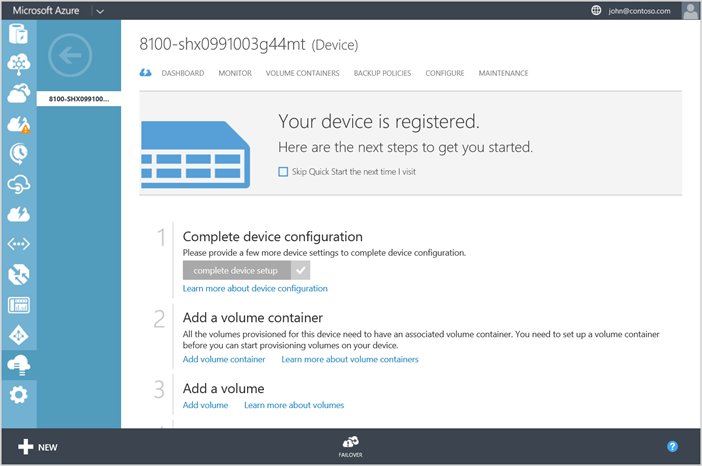 Microsoft Azure
john@contoso.com
8100-shx0991003g44mt (Device)
DASHBOARD MONITOR VOLUME CONTAINERS BACKUP POLICIES CONFIGURE MAINTENANCE
8100-SHX099100...
Your device is registered.
Here are the next steps to get you started.
Skip Quick Start the next time I visit
1 Complete device configuration
Please provide a few more device settings to complete device configuration.
complete device setup
Learn more about device configuration
2 Add a volume container
All the volumes provisioned for this device need to have an associated volume container. You need to set up a volume container
before you can start provisioning volumes on your device.
Add volume container Learn more about volume containers
3 Add a volume
Add volume Learn more about volumes
NEW
FAILOVER
?